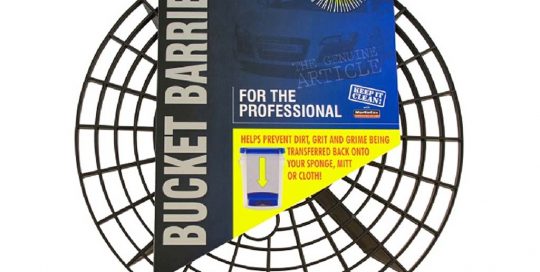 BUCKET BARRIE
THE GENUINE
ARTICLE
FOR THE
PROFESSIONAL
KEEP IT
CLEAN!
HELPS PREVENT DIRT, GRIT AND GRIME BEING
TRANSFERRED BACK ONTO
YOUR SPONGE, MITT
OR CLOTH!